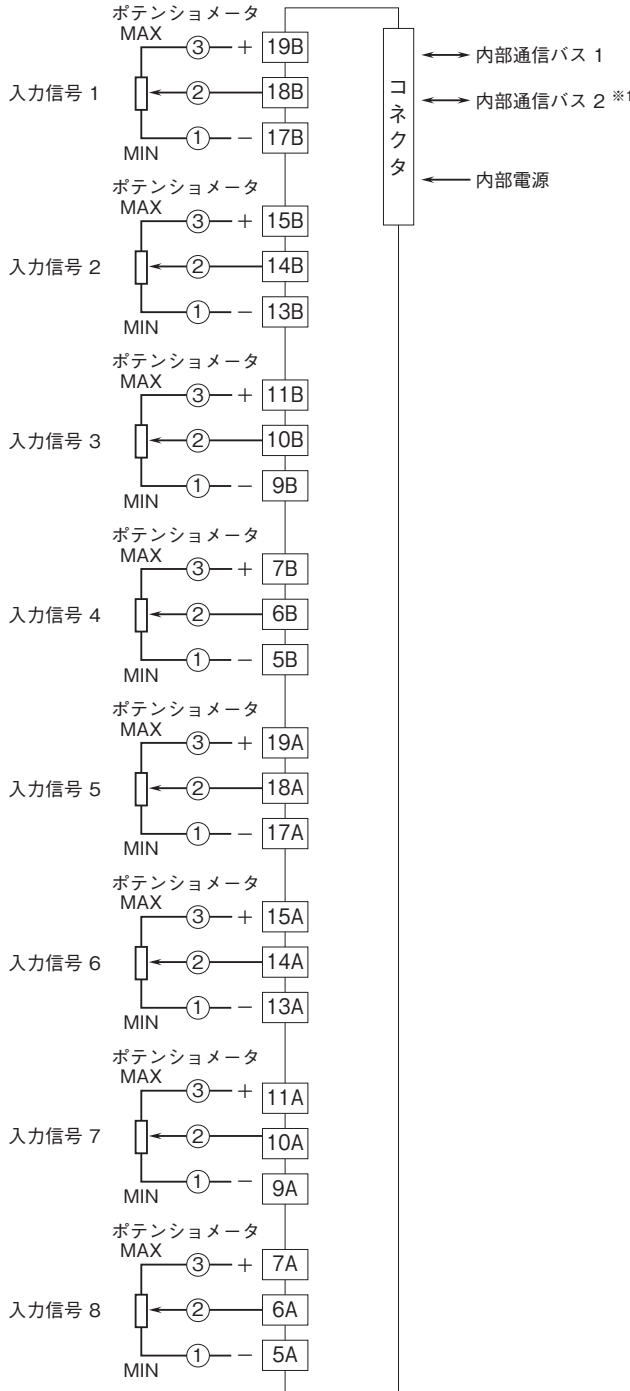 ポテンショメータ
MAX
③ + 19B
入力信号 1 ② 18B
① − 17B
MIN
ポテンショメータ
MAX
③ + 15B
入力信号 2 ② 14B
① − 13B
MIN
ポテンショメータ
MAX
③ + 11B
入力信号 3 ② 10B
① − 9B
MIN
ポテンショメータ
MAX
③ + 7B
入力信号 4 ② 6B
① − 5B
MIN
ポテンショメータ
MAX
③ + 19A
入力信号 5 ② 18A
① − 17A
MIN
ポテンショメータ
MAX
③ + 15A
入力信号 6 ② 14A
① − 13A
MIN
ポテンショメータ
MAX
③ + 11A
入力信号 7 ② 10A
① − 9A
MIN
ポテンショメータ
MAX
③ + 7A
入力信号 8 ② 6A
① − 5A
MIN
コネクタ
内部通信バス 1
内部通信バス 2 ※1
内部電源